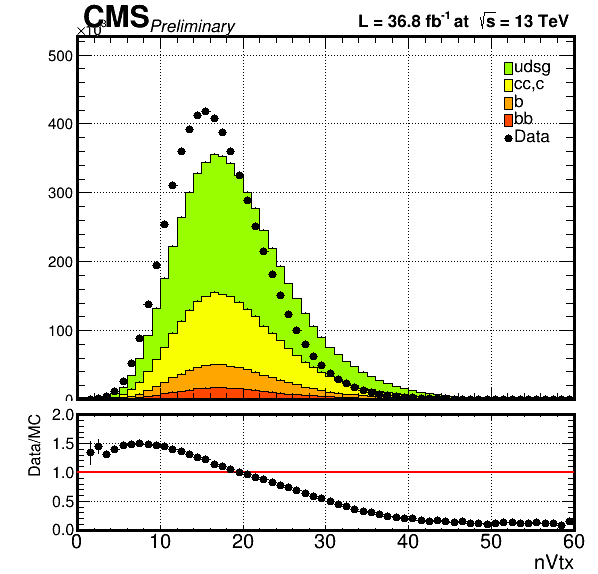 CMS Preliminary L = 36.8 fb⁻¹ at √s = 13 TeV
×10³
500
400
300
200
100
0
udsg
cc,c
b
bb
Data
Data/MC
2.0
1.5
1.0
0.5
0.0
0 10 20 30 40 50 60
nVtx